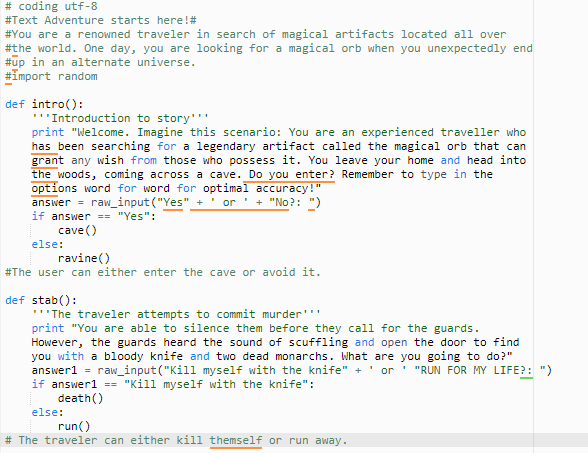 # coding utf-8
#Text Adventure starts here!#
#You are a renowned traveler in search of magical artifacts located all over
#the world. One day, you are looking for a magical orb when you unexpectedly end
#up in an alternate universe.
#import random
def intro():
'''Introduction to story'''
print "Welcome. Imagine this scenario: You are an experienced traveller who
has been searching for a legendary artifact called the magical orb that can
grant any wish from those who possess it. You leave your home and head into
the woods, coming across a cave. Do you enter? Remember to type in the
options word for word for optimal accuracy!"
answer = raw_input("Yes" + ' or ' + "No?: ")
if answer == "Yes":
cave()
else:
ravine()
#The user can either enter the cave or avoid it.
def stab():
'''The traveler attempts to commit murder'''
print "You are able to silence them before they call for the guards.
However, the guards heard the sound of scuffling and open the door to find
you with a bloody knife and two dead monarchs. What are you going to do?"
answer1 = raw_input("Kill myself with the knife" + ' or ' "RUN FOR MY LIFE?: ")
if answer1 == "Kill myself with the knife":
death()
else:
run()
# The traveler can either kill themself or run away.